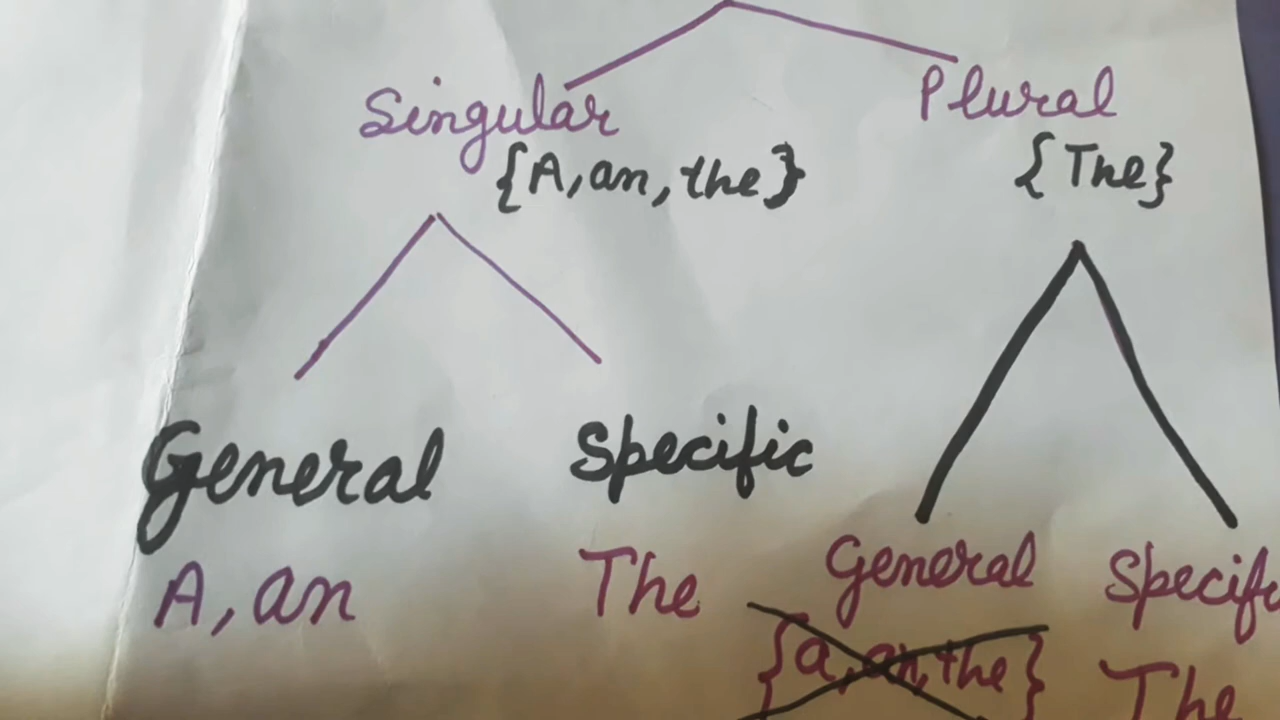 Singular Plural
{A, an, the} {The}
General Specific
A, an The
General Specific
{a, an, the} The